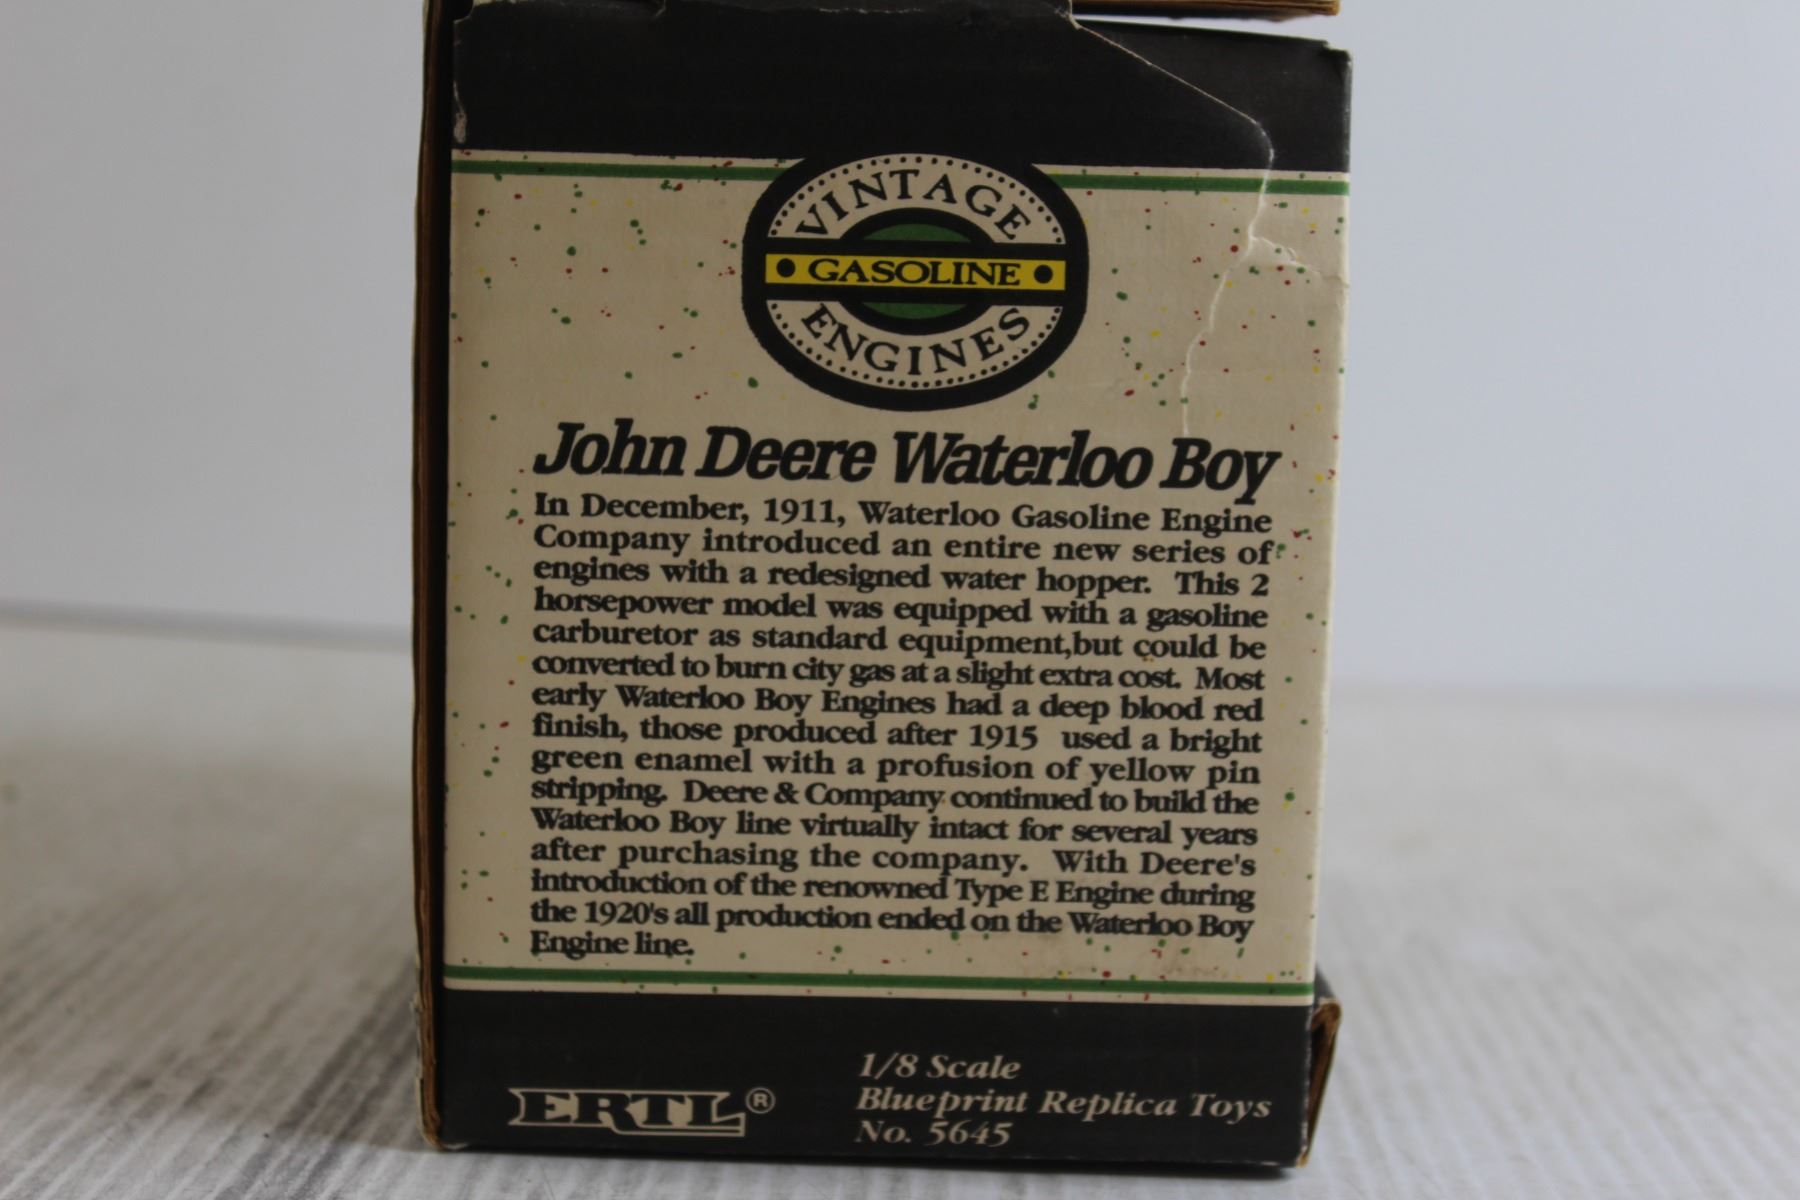 VINTAGE
GASOLINE
ENGINES
John Deere Waterloo Boy
In December, 1911, Waterloo Gasoline Engine
Company introduced an entire new series of
engines with a redesigned water hopper. This 2
horsepower model was equipped with a gasoline
carburetor as standard equipment,but could be
converted to burn city gas at a slight extra cost. Most
early Waterloo Boy Engines had a deep blood red
finish, those produced after 1915 used a bright
green enamel with a profusion of yellow pin
stripping. Deere & Company continued to build the
Waterloo Boy line virtually intact for several years
after purchasing the company. With Deere's
introduction of the renowned Type E Engine during
the 1920's all production ended on the Waterloo Boy
Engine line.
ERTL®
1/8 Scale
Blueprint Replica Toys
No. 5645